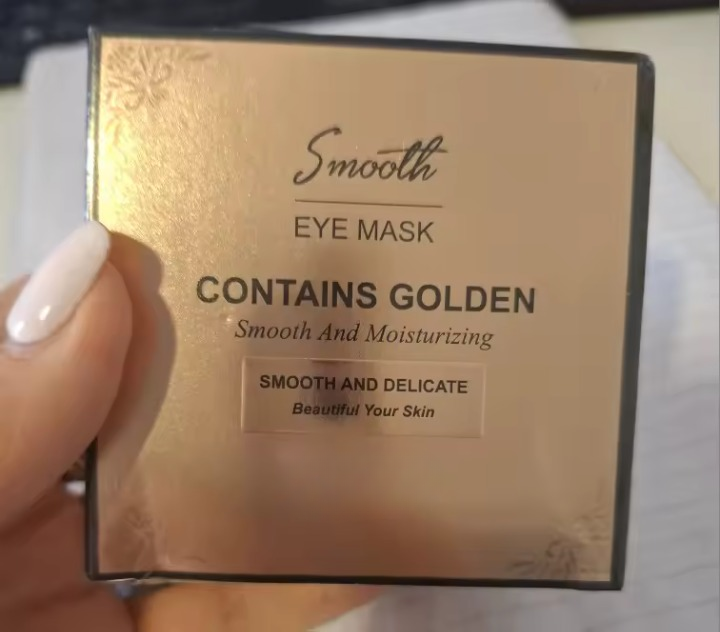 Smooth
EYE MASK
CONTAINS GOLDEN
Smooth And Moisturizing
SMOOTH AND DELICATE
Beautiful Your Skin